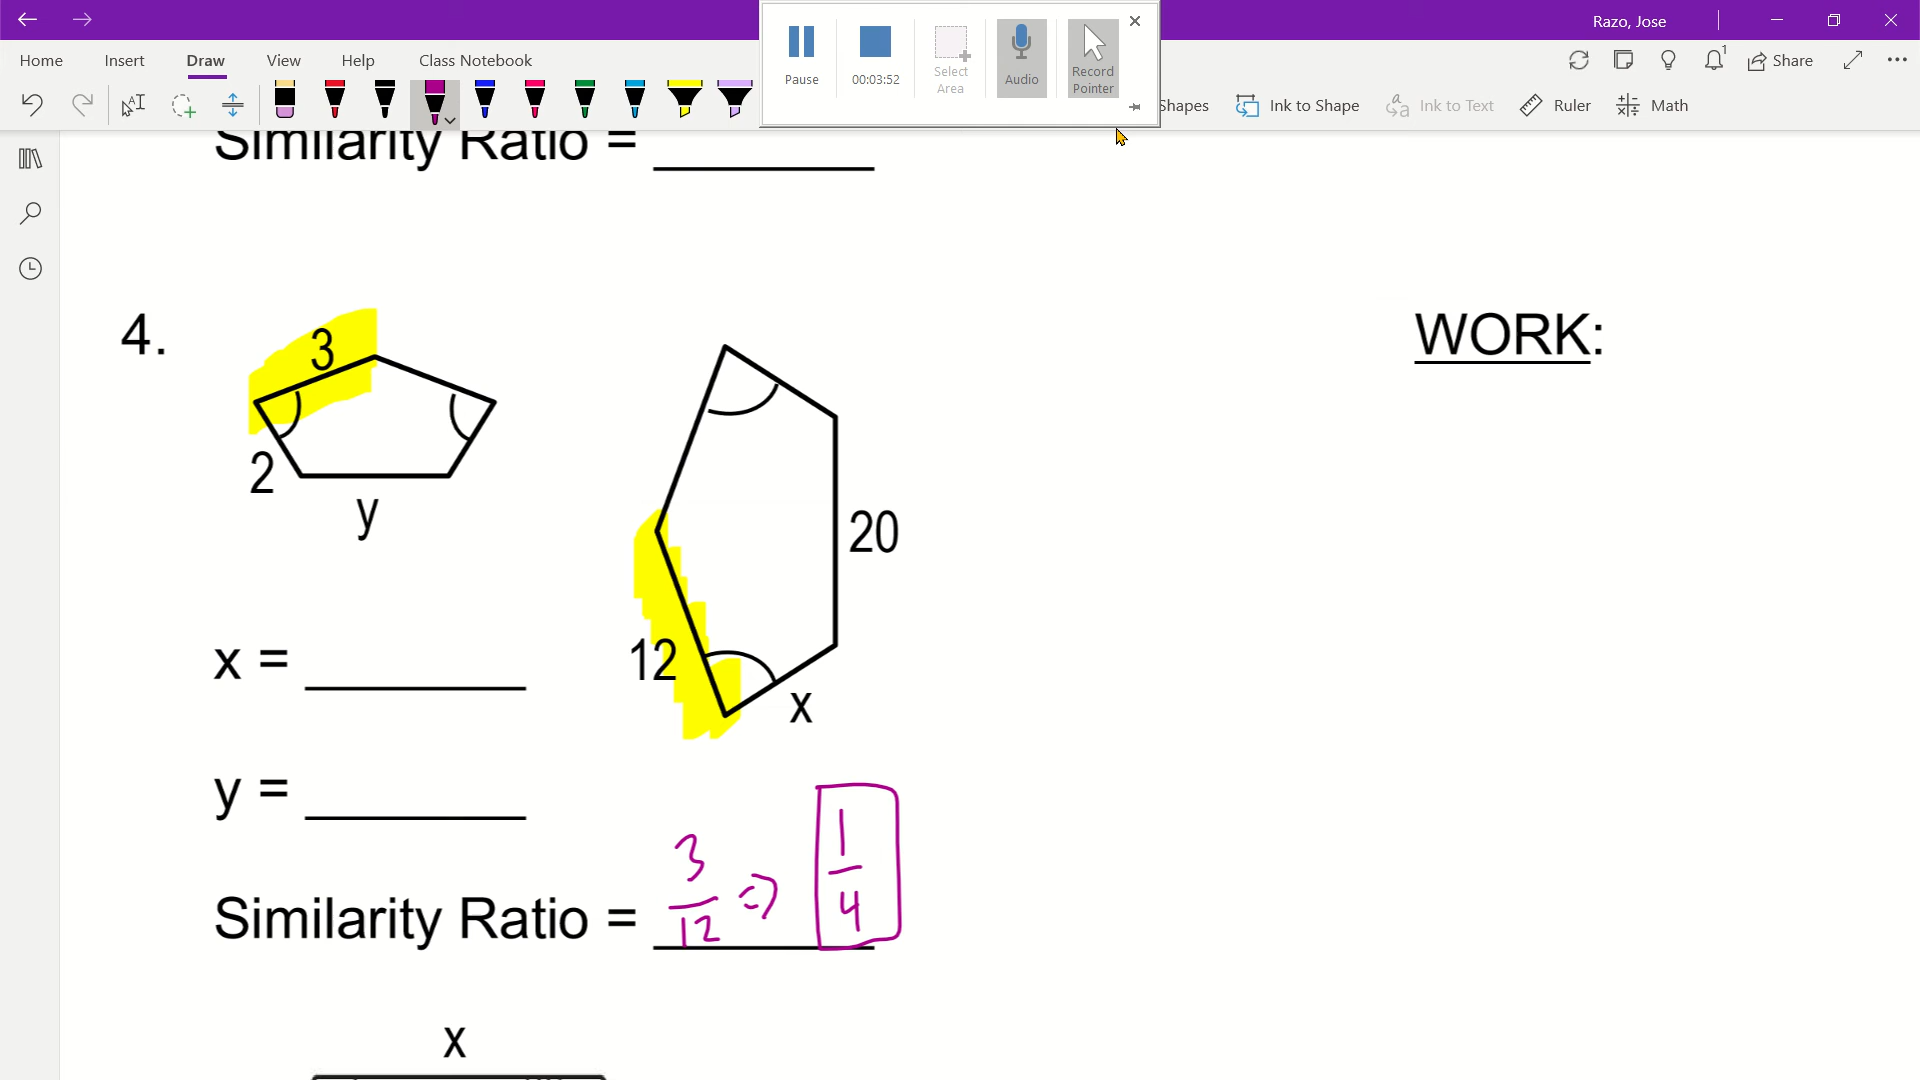 Razo, Jose
Home Insert Draw View Help Class Notebook
Pause 00:03:52 Select Area Audio Record Pointer
Share
Shapes Ink to Shape Ink to Text Ruler Math
Similarity Ratio =
4.
WORK:
3
2
y
20
12
x
x =
y =
Similarity Ratio = 3/12 => 1/4
x